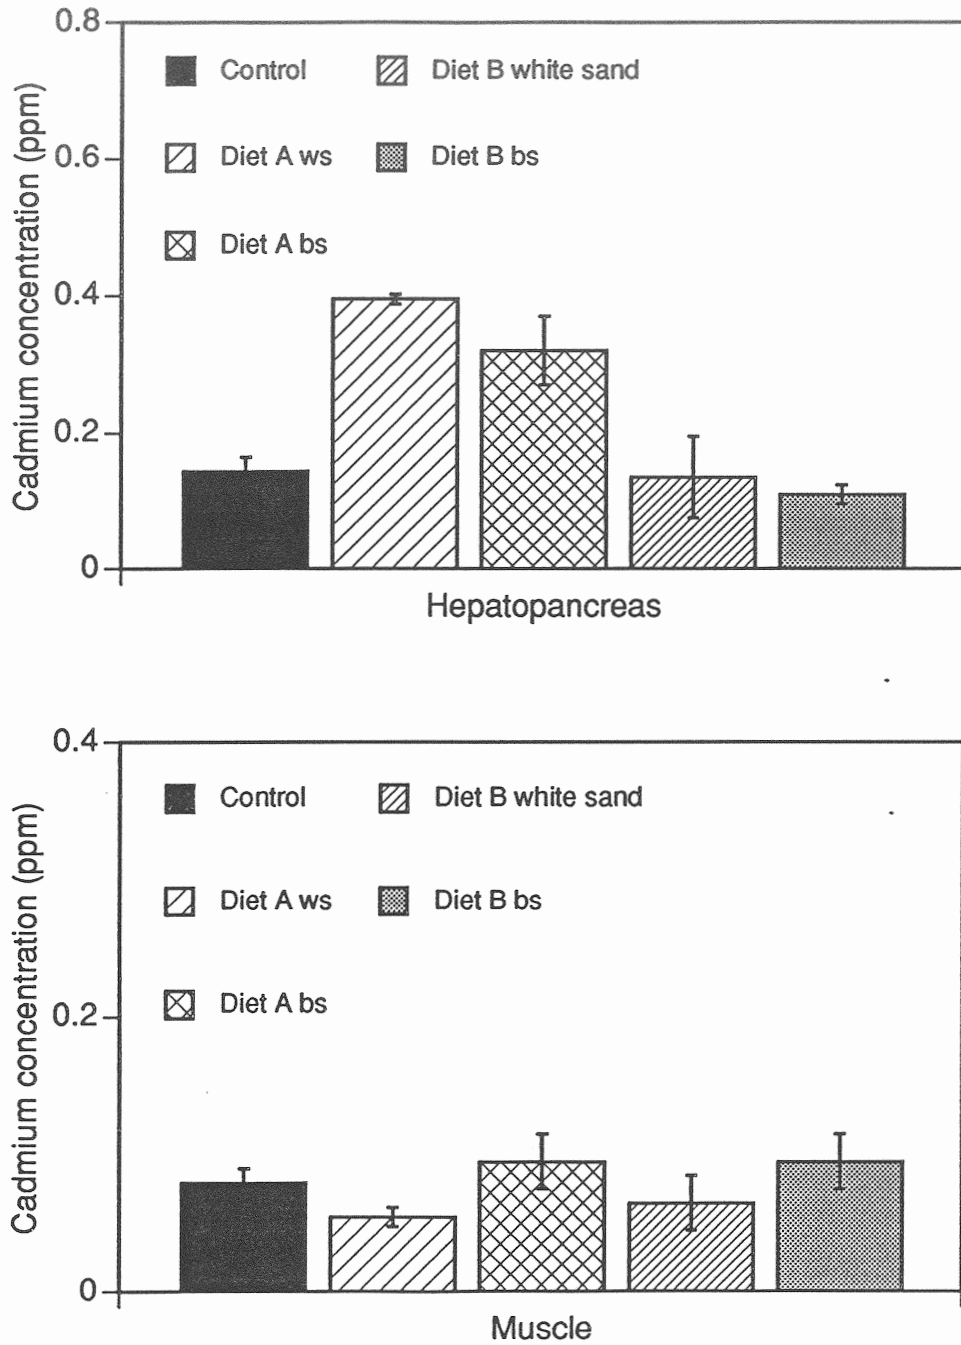 0.8
Control
Diet B white sand
0.6
Diet A ws
Diet B bs
Diet A bs
0.4
0.2
0
Cadmium concentration (ppm)
Hepatopancreas
0.4
Control
Diet B white sand
Diet A ws
Diet B bs
Diet A bs
0.2
0
Cadmium concentration (ppm)
Muscle